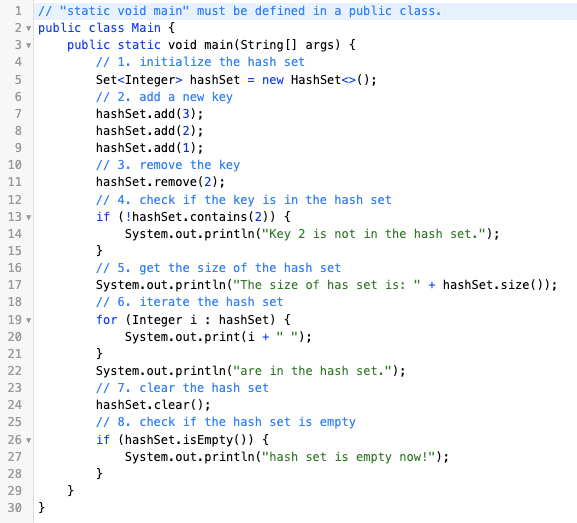 1 // "static void main" must be defined in a public class.
2 public class Main {
3 public static void main(String[] args) {
4 // 1. initialize the hash set
5 Set<Integer> hashSet = new HashSet<>();
6 // 2. add a new key
7 hashSet.add(3);
8 hashSet.add(2);
9 hashSet.add(1);
10 // 3. remove the key
11 hashSet.remove(2);
12 // 4. check if the key is in the hash set
13 if (!hashSet.contains(2)) {
14 System.out.println("Key 2 is not in the hash set.");
15 }
16 // 5. get the size of the hash set
17 System.out.println("The size of has set is: " + hashSet.size());
18 // 6. iterate the hash set
19 for (Integer i : hashSet) {
20 System.out.print(i + " ");
21 }
22 System.out.println("are in the hash set.");
23 // 7. clear the hash set
24 hashSet.clear();
25 // 8. check if the hash set is empty
26 if (hashSet.isEmpty()) {
27 System.out.println("hash set is empty now!");
28 }
29 }
30 }